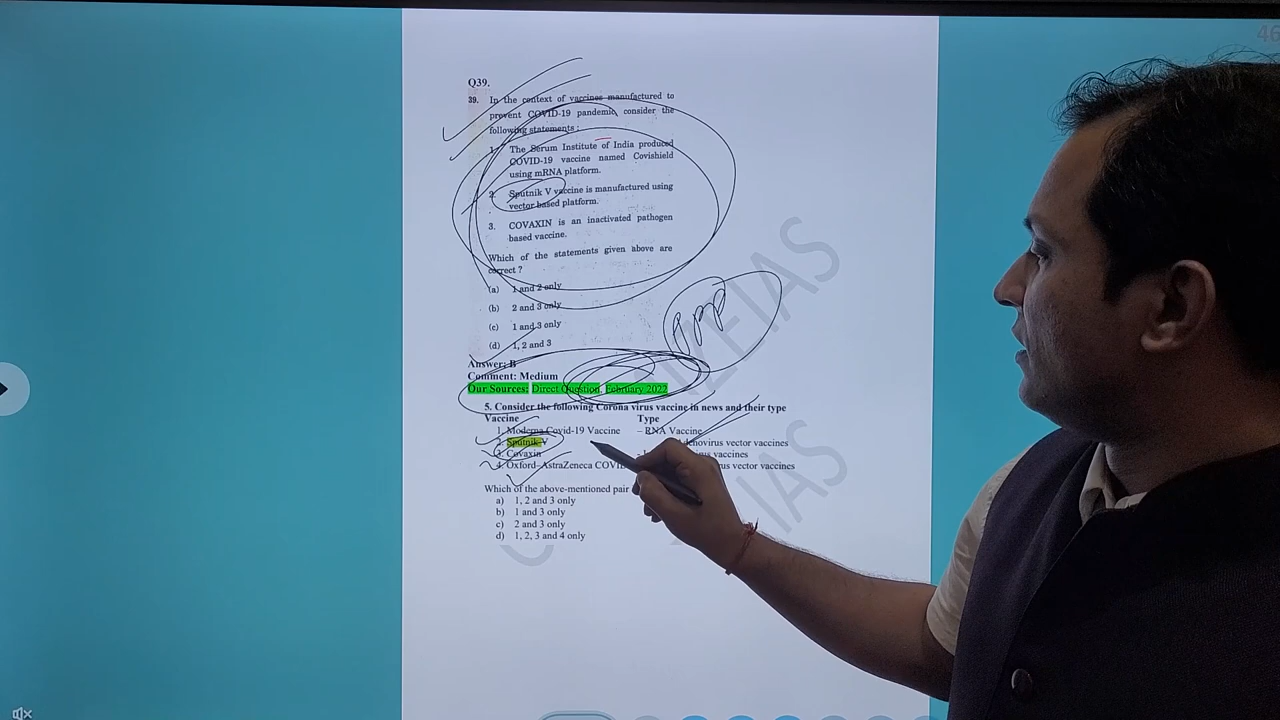 46
Q39.
39. In the context of vaccines manufactured to
prevent COVID-19 pandemic, consider the
following statements :
1. The Serum Institute of India produced
COVID-19 vaccine named Covishield
using mRNA platform.
2. Sputnik V vaccine is manufactured using
vector based platform.
3. COVAXIN is an inactivated pathogen
based vaccine.
Which of the statements given above are
correct ?
(a) 1 and 2 only
(b) 2 and 3 only
(c) 1 and 3 only
(d) 1, 2 and 3
Answer: B
Comment: Medium
Our Sources: Direct Question, February 2022
5. Consider the following Corona virus vaccine in news and their type
Vaccine Type
1. Moderna Covid-19 Vaccine – RNA Vaccine
2. Sputnik V vector vaccines
3. Covaxin vaccines
4. Oxford-AstraZeneca vector vaccines
Which of the above-mentioned pair
a) 1, 2 and 3 only
b) 1 and 3 only
c) 2 and 3 only
d) 1, 2, 3 and 4 only